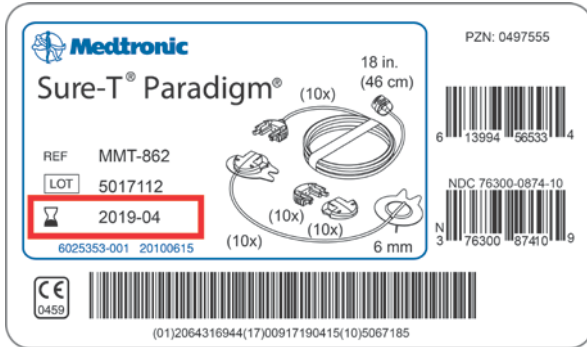 Medtronic
Sure-T® Paradigm®
18 in.
(46 cm)
(10x)
REF MMT-862
LOT 5017112
2019-04
(10x)
(10x)
(10x)
6 mm
6025353-001 20100615
PZN: 0497555
6 13994 56533 4
NDC 76300-0874-10
N
3 76300 87410 9
CE
0459
(01)2064316944(17)00917190415(10)5067185